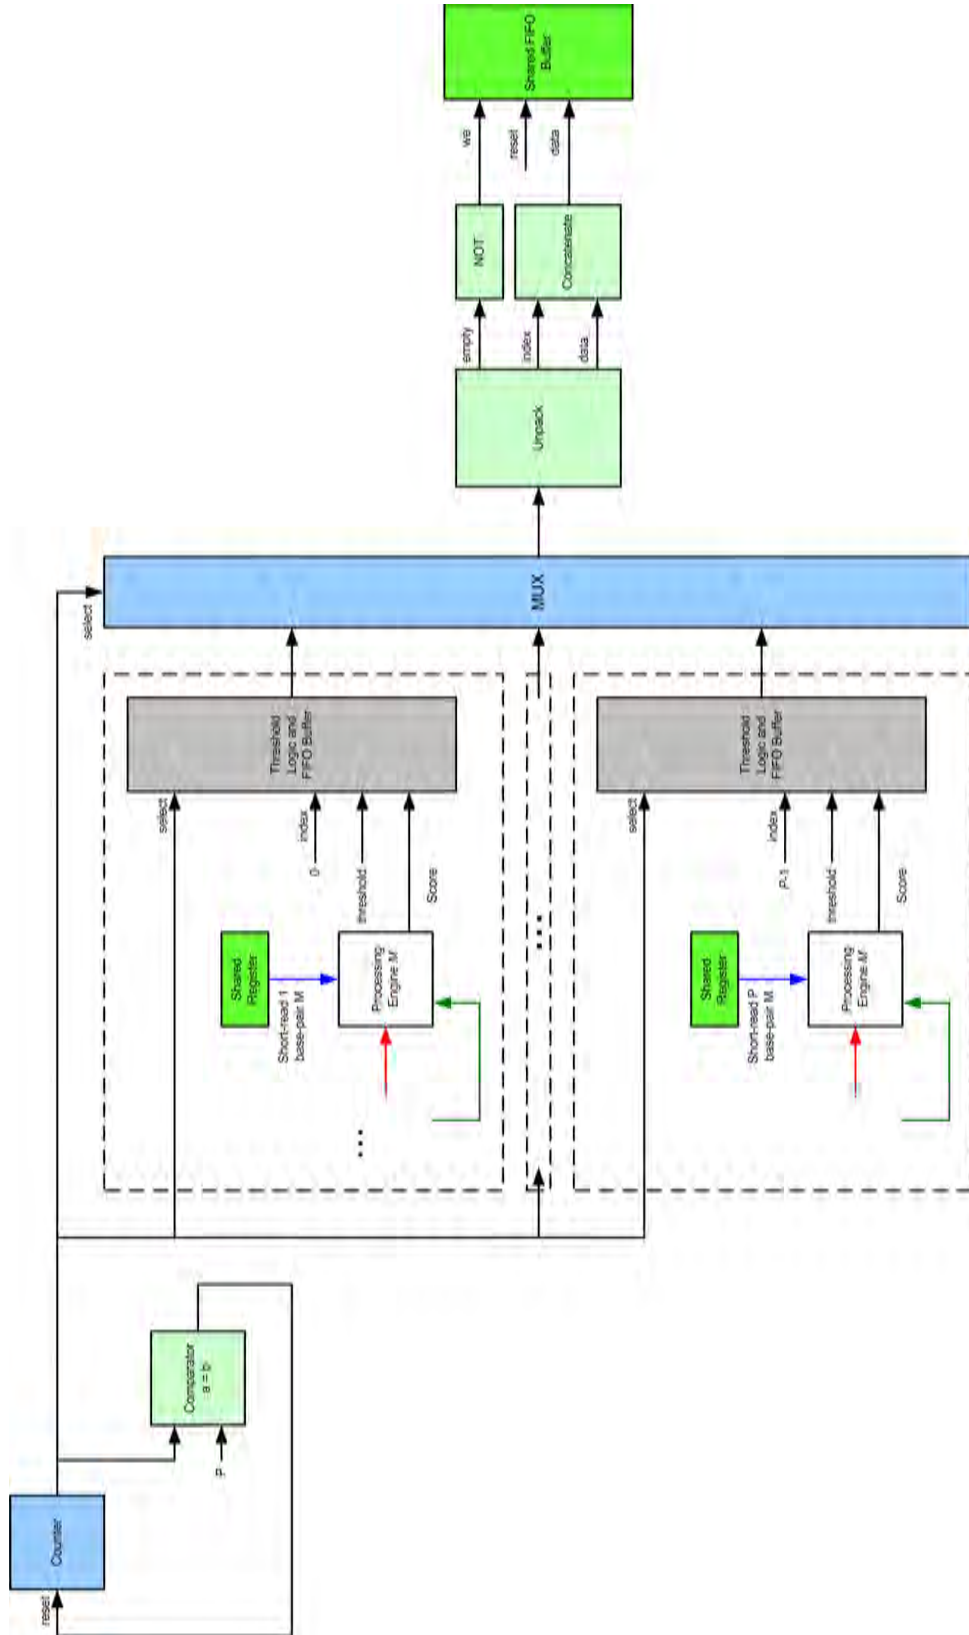 Counter
reset
Comparator
a = b
P
select
select
Threshold
Logic and
FIFO Buffer
0
index
threshold
Score
Shared
Register
Short-read 1
base-pair M
Processing
Engine M
...
...
select
Threshold
Logic and
FIFO Buffer
P-1
index
threshold
Score
Shared
Register
Short-read P
base-pair M
Processing
Engine M
MUX
Unpack
empty
index
data
NOT
Concatenate
we
reset
data
Shared FIFO
Buffer